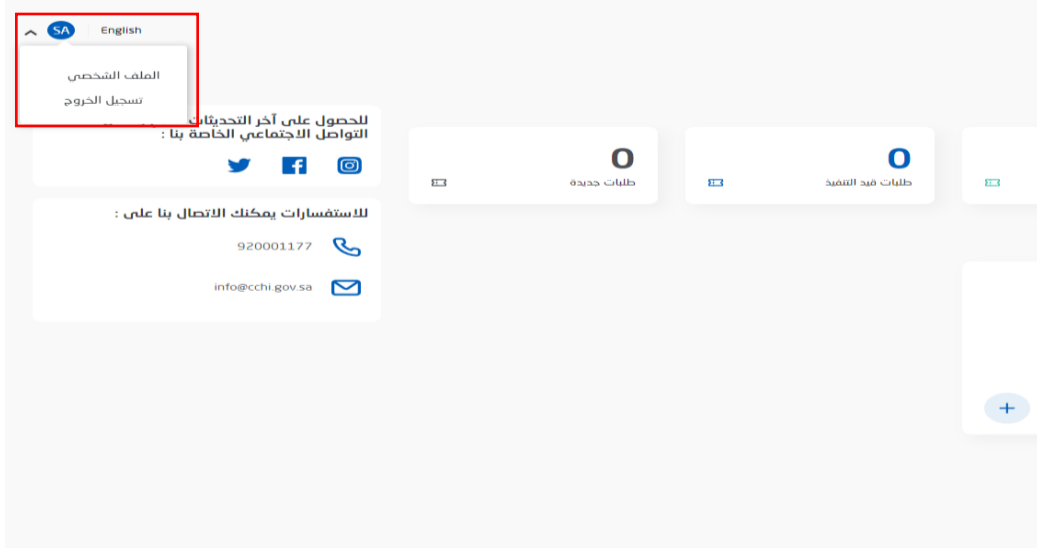 English
SA
الملف الشخصي
تسجيل الخروج
للحصول على آخر التحديثات
التواصل الاجتماعي الخاصة بنا :
0
طلبات قيد التنفيذ
0
طلبات جديدة
للاستفسارات يمكنك الاتصال بنا على :
920001177
info@cchi.gov.sa
+